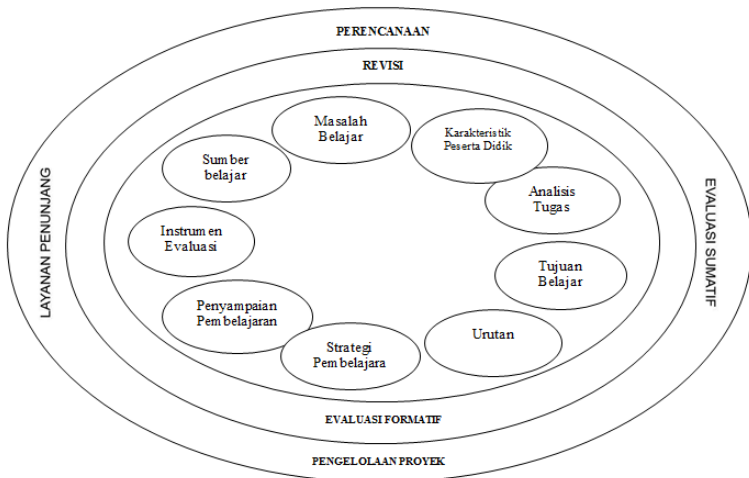 PERENCANAAN
REVISI
Masalah
Belajar
Karakteristik
Peserta Didik
Sumber
belajar
Analisis
Tugas
LAYANAN PENUNJANG
EVALUASI SUMATIF
Instrumen
Evaluasi
Tujuan
Belajar
Penyampaian
Pembelajaran
Urutan
Strategi
Pembelajara
EVALUASI FORMATIF
PENGELOLAAN PROYEK